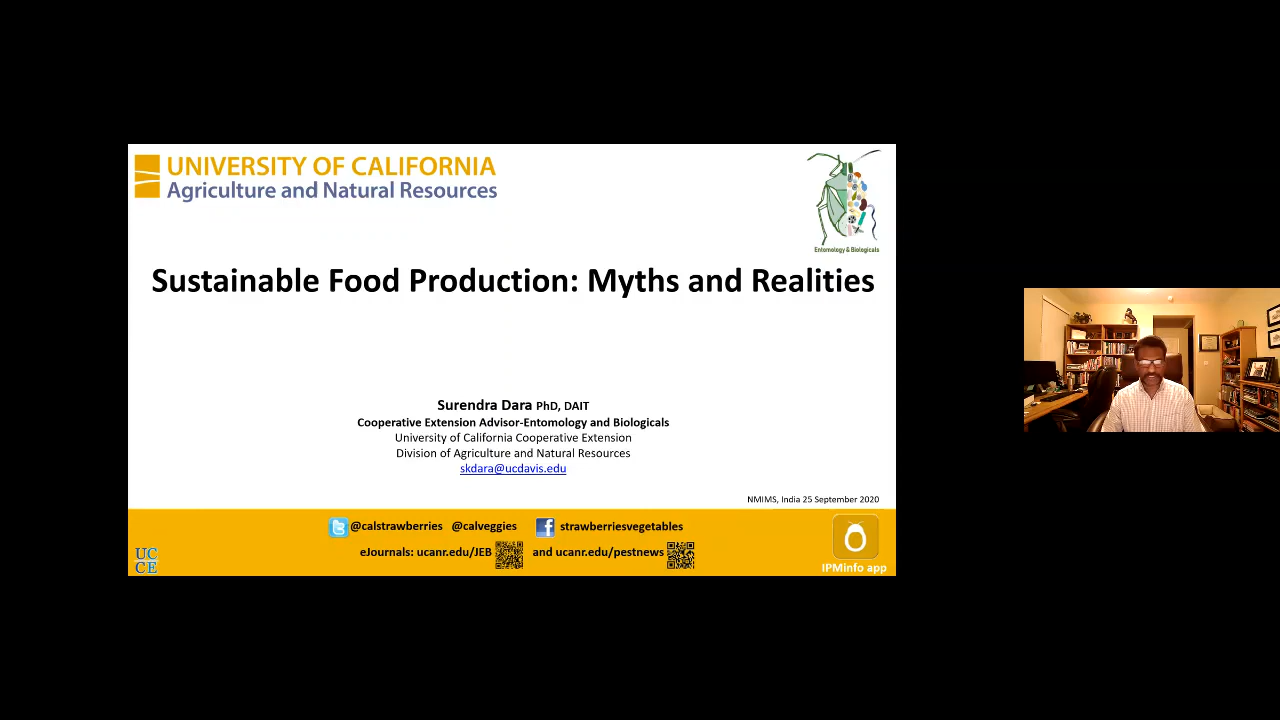 UNIVERSITY OF CALIFORNIA
Agriculture and Natural Resources
Entomology & Biologicals
Sustainable Food Production: Myths and Realities
Surendra Dara PhD, DAIT
Cooperative Extension Advisor-Entomology and Biologicals
University of California Cooperative Extension
Division of Agriculture and Natural Resources
skdara@ucdavis.edu
NMIMS, India 25 September 2020
@calstrawberries @calveggies strawberriesvegetables
eJournals: ucanr.edu/JEB and ucanr.edu/pestnews
UC
CE
IPMinfo app